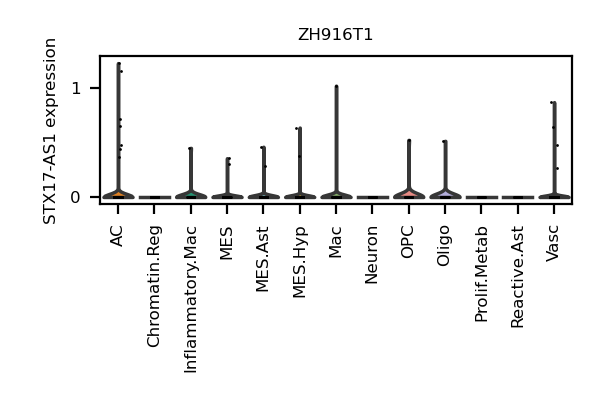 ZH916T1
STX17-AS1 expression
1
0
AC
Chromatin.Reg
Inflammatory.Mac
MES
MES.Ast
MES.Hyp
Mac
Neuron
OPC
Oligo
Prolif.Metab
Reactive.Ast
Vasc